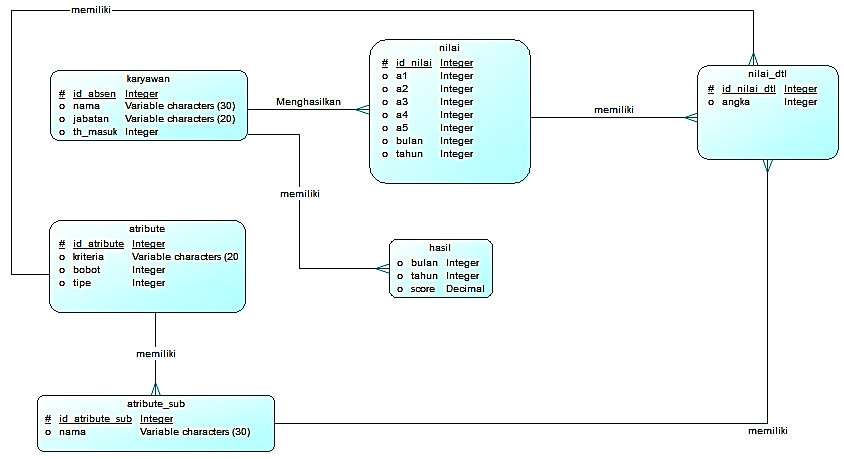 memiliki
nilai
# id_nilai Integer
o a1 Integer
o a2 Integer
o a3 Integer
o a4 Integer
o a5 Integer
o bulan Integer
o tahun Integer
karyawan
# id_absen Integer
o nama Variable characters (30)
o jabatan Variable characters (20)
o th_masuk Integer
Menghasilkan
memiliki
nilai_dtl
# id_nilai_dtl Integer
o angka Integer
memiliki
atribute
# id_atribute Integer
o kriteria Variable characters (20
o bobot Integer
o tipe Integer
hasil
o bulan Integer
o tahun Integer
o score Decimal
memiliki
atribute_sub
# id_atribute_sub Integer
o nama Variable characters (30)
memiliki